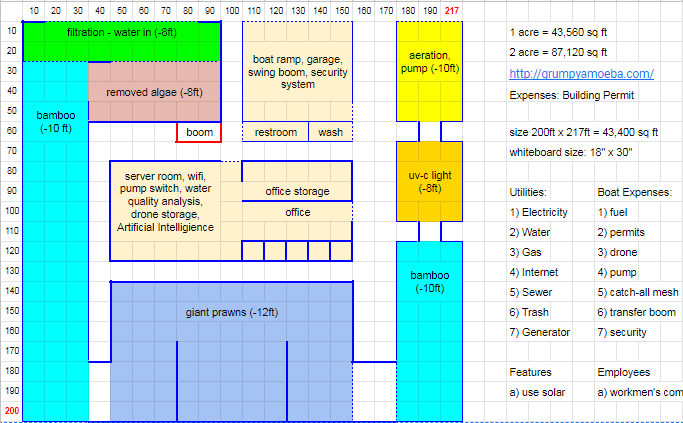 10 20 30 40 50 60 70 80 90 100 110 120 130 140 150 160 170 180 190 217
10
20
30
40
50
60
70
80
90
100
110
120
130
140
150
160
170
180
190
200
filtration - water in (-8ft)
removed algae (-8ft)
bamboo
(-10 ft)
boom
boat ramp, garage,
swing boom, security
system
restroom
wash
aeration,
pump (-10ft)
server room, wifi,
pump switch, water
quality analysis,
drone storage,
Artificial Intelligience
office storage
office
uv-c light
(-8ft)
bamboo
(-10ft)
giant prawns (-12ft)
1 acre = 43,560 sq ft
2 acre = 87,120 sq ft
http://grumpyamoeba.com/
Expenses: Building Permit
size 200ft x 217ft = 43,400 sq ft
whiteboard size: 18" x 30"
Utilities:
1) Electricity
2) Water
3) Gas
4) Internet
5) Sewer
6) Trash
7) Generator
Boat Expenses:
1) fuel
2) permits
3) drone
4) pump
5) catch-all mesh
6) transfer boom
7) security
Features
a) use solar
Employees
a) workmen's com